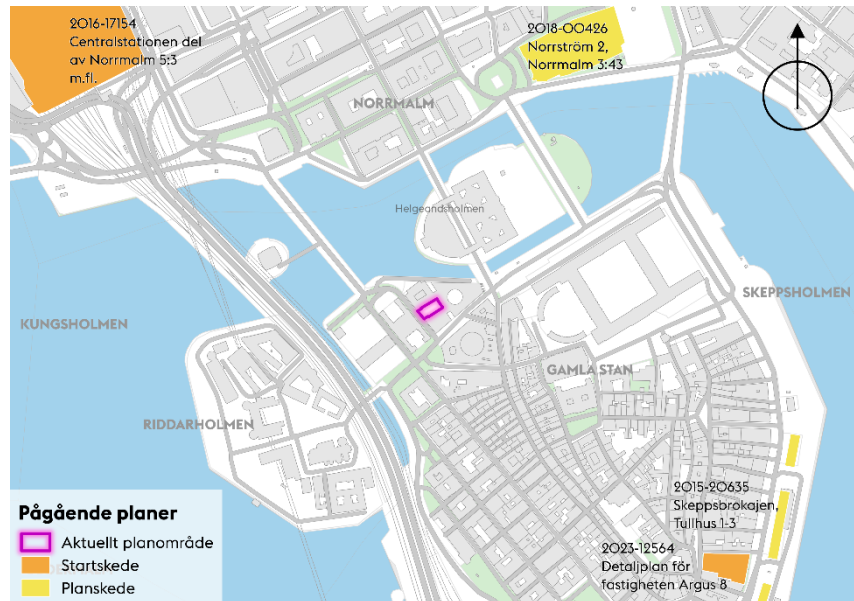 2016-17154
Centralstationen del
av Norrmalm 5:3
m.fl.
2018-00426
Norrström 2,
Norrmalm 3:43
NORRMALM
Helgeandsholmen
SKEPPSHOLMEN
KUNGSHOLMEN
GAMLA STAN
RIDDARHOLMEN
2015-20635
Skeppsbrokajen,
Tullhus 1-3
2023-12564
Detaljplan för
fastigheten Argus 8
Pågående planer
Aktuellt planområde
Startskede
Planskede